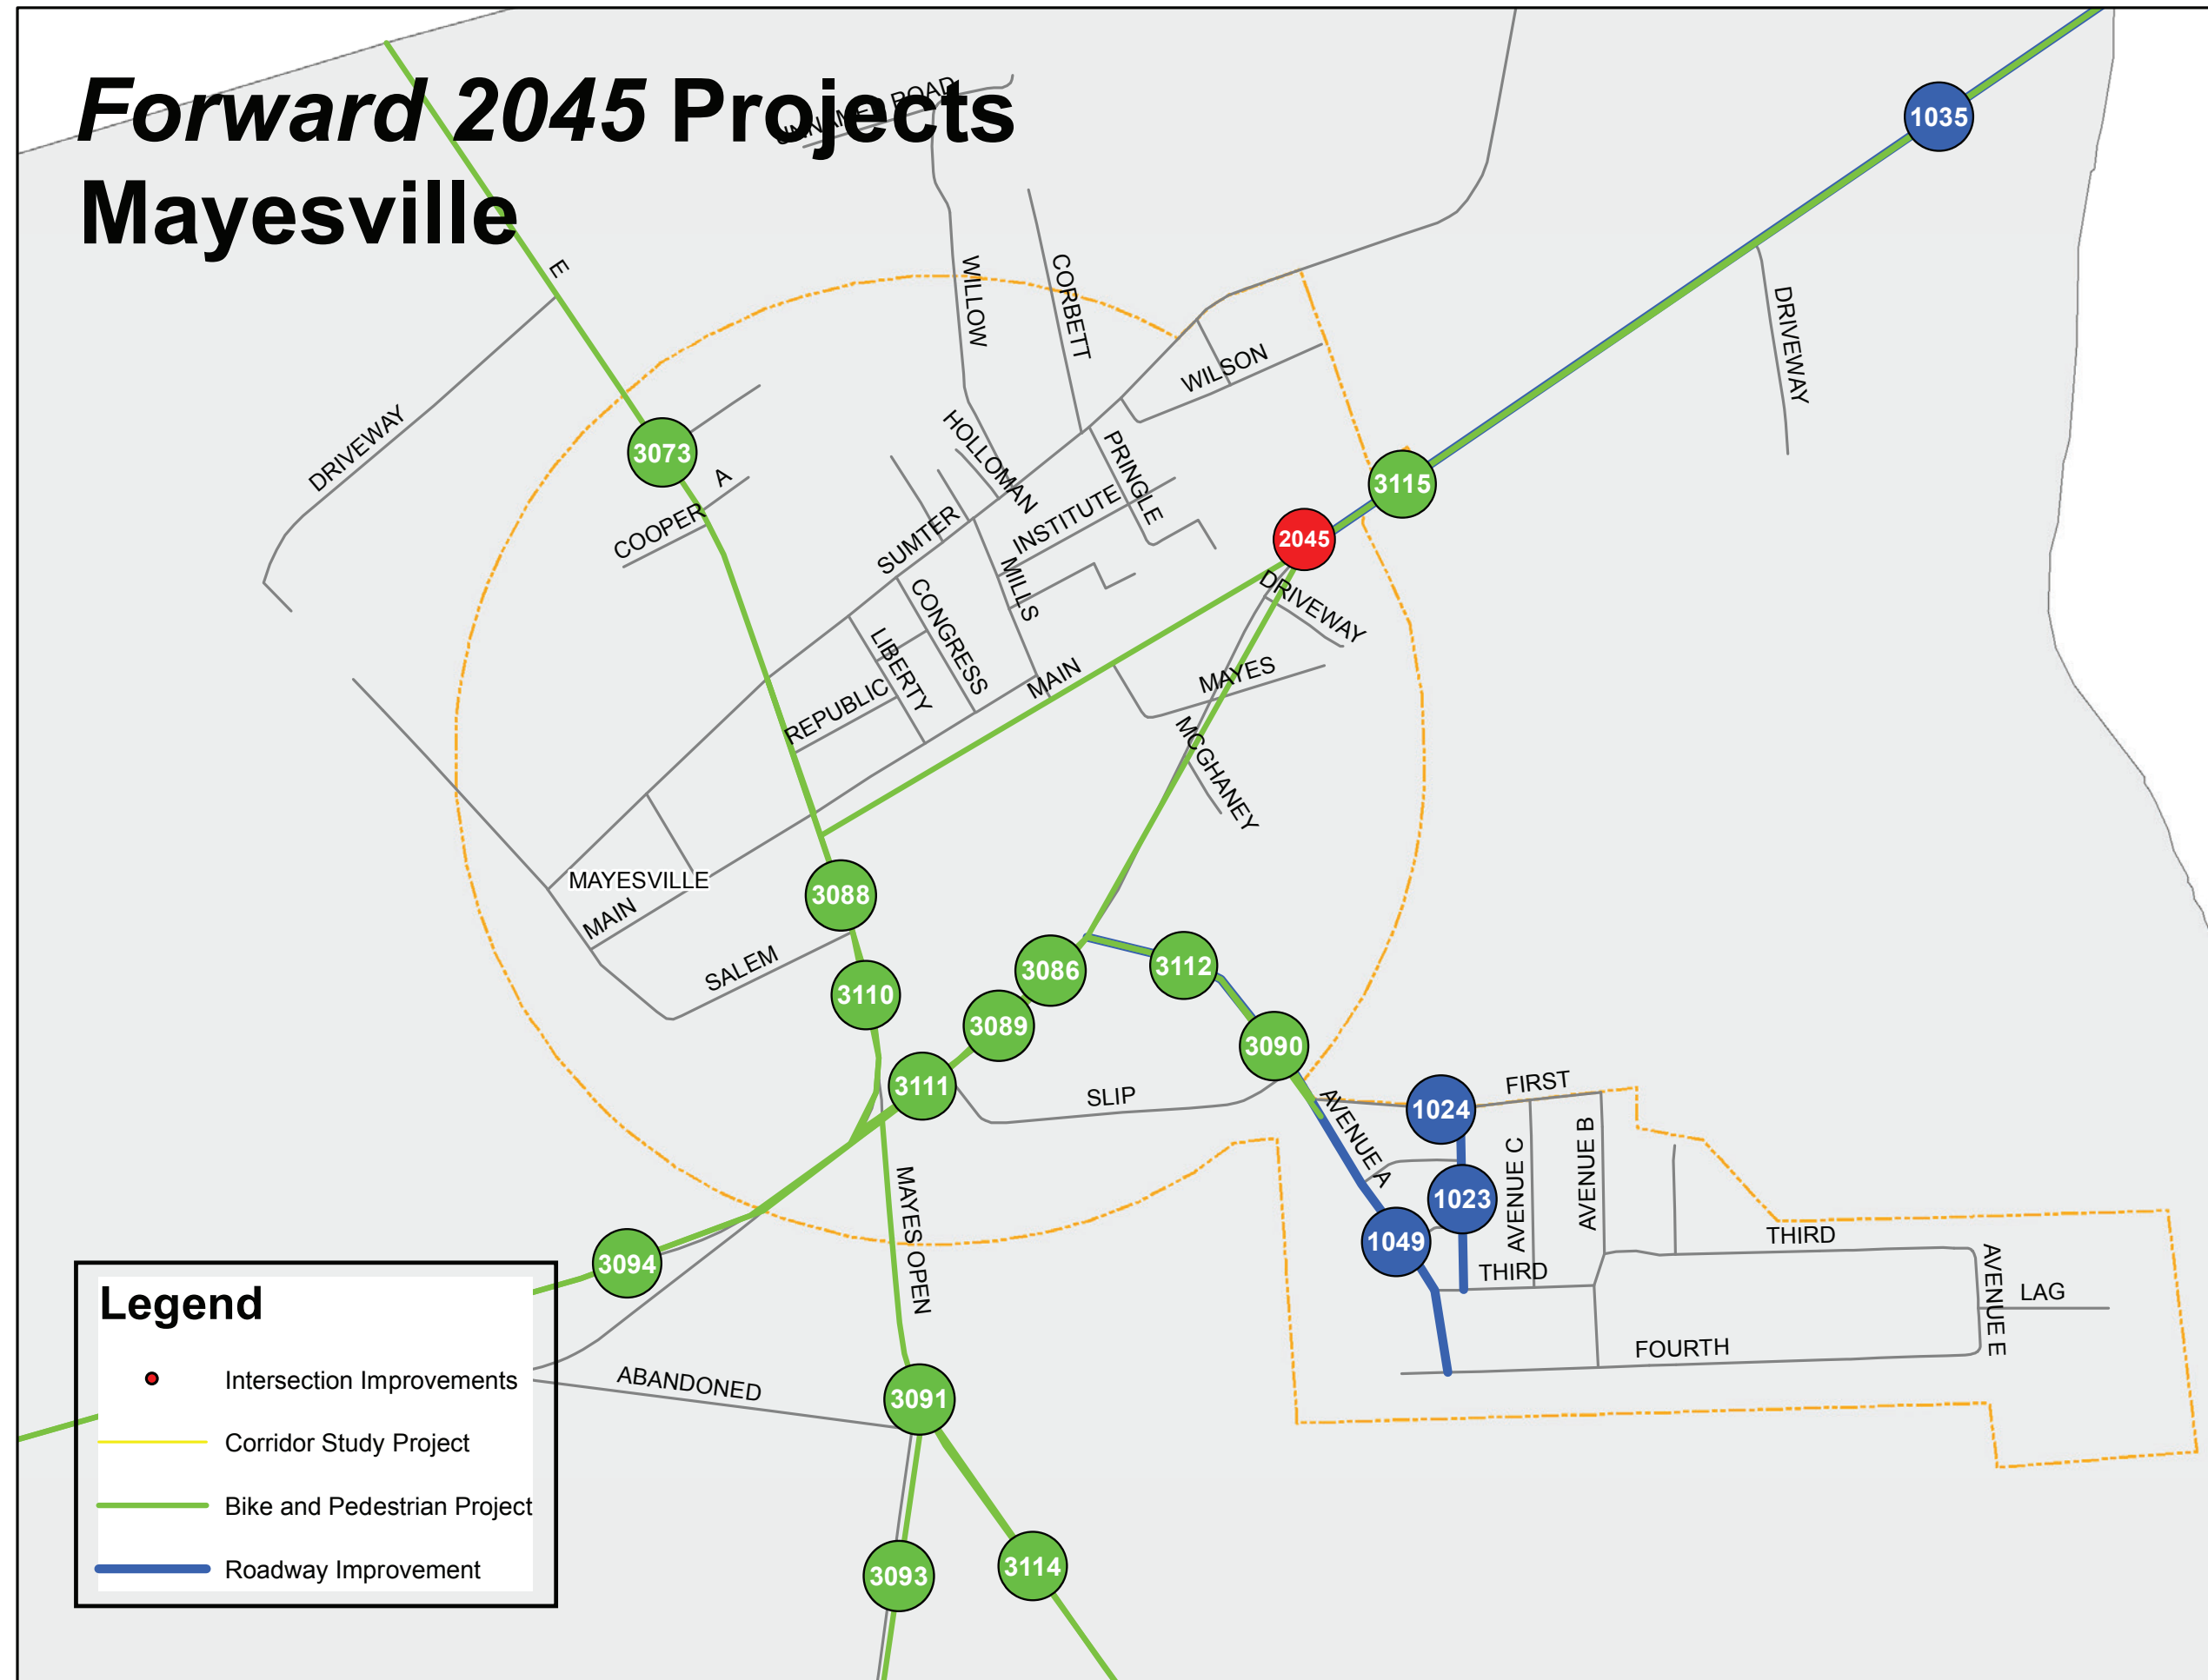 Forward 2045 Projects
Mayesville
UNNAMED ROAD
1035
E
WILLOW
CORBETT
DRIVEWAY
WILSON
DRIVEWAY
3073
A
COOPER
HOLLOMAN
PRINGLE
3115
INSTITUTE
SUMTER
2045
MILLS
DRIVEWAY
CONGRESS
LIBERTY
MAIN
MAYES
REPUBLIC
MCGHANEY
MAYESVILLE
3088
MAIN
SALEM
3086
3112
3110
3089
3090
3111
SLIP
FIRST
1024
AVENUE A
AVENUE C
AVENUE B
1023
MAYES OPEN
1049
THIRD
THIRD
3094
AVENUE E
LAG
FOURTH
ABANDONED
3091
3093
3114
Legend
Intersection Improvements
Corridor Study Project
Bike and Pedestrian Project
Roadway Improvement